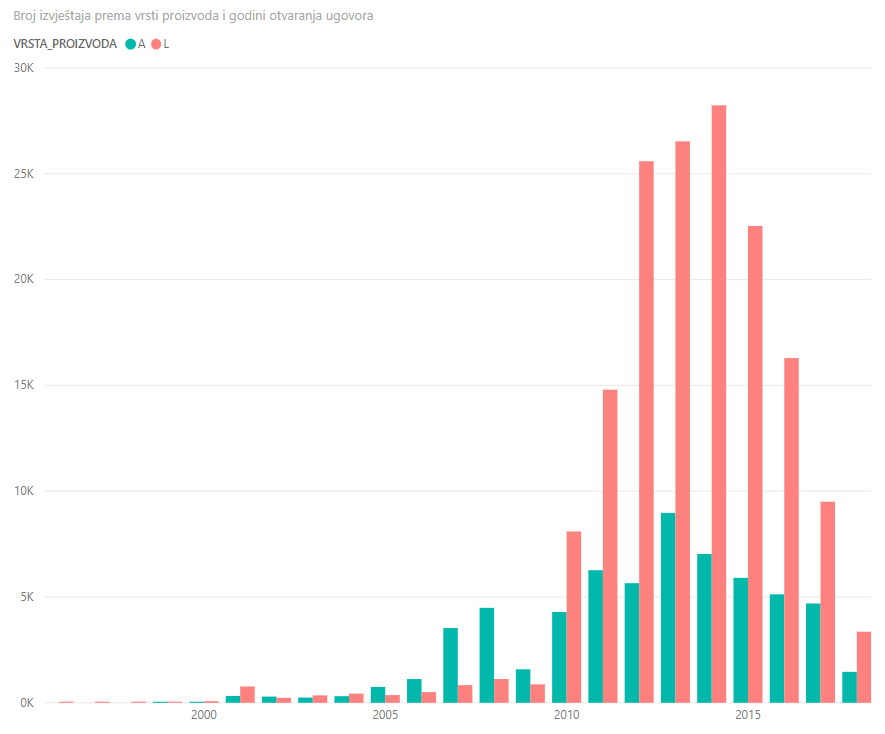 Broj izvještaja prema vrsti proizvoda i godini otvaranja ugovora
VRSTA_PROIZVODA A L
30K
25K
20K
15K
10K
5K
0K
2000 2005 2010 2015